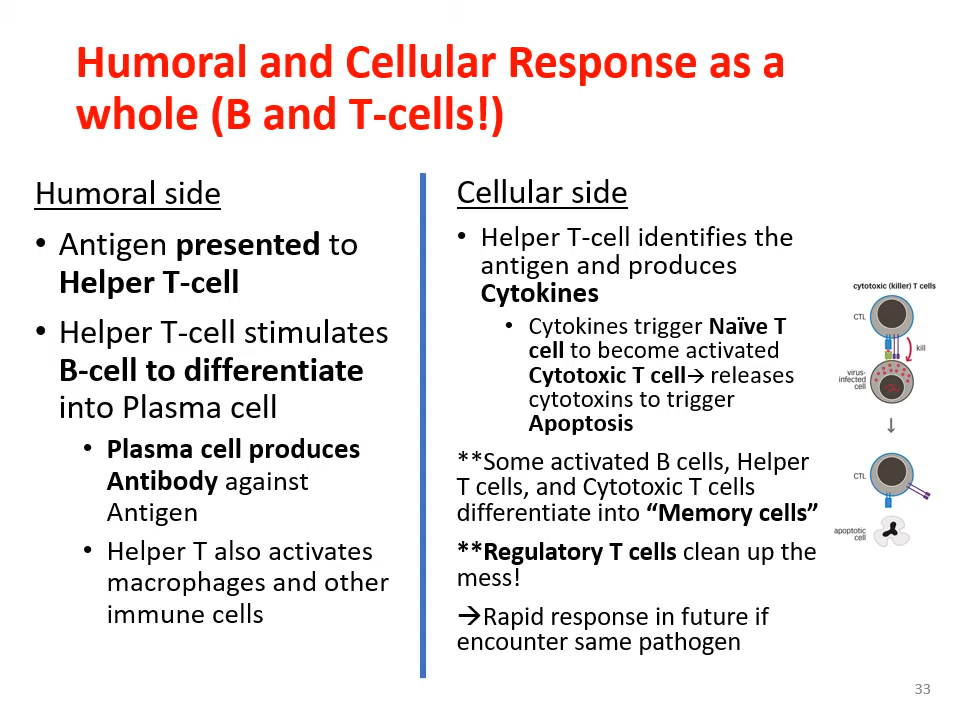 Humoral and Cellular Response as a
whole (B and T-cells!)
Humoral side
• Antigen presented to
Helper T-cell
• Helper T-cell stimulates
B-cell to differentiate
into Plasma cell
• Plasma cell produces
Antibody against
Antigen
• Helper T also activates
macrophages and other
immune cells
Cellular side
• Helper T-cell identifies the
antigen and produces
Cytokines
• Cytokines trigger Naïve T
cell to become activated
Cytotoxic T cell→ releases
cytotoxins to trigger
Apoptosis
**Some activated B cells, Helper
T cells, and Cytotoxic T cells
differentiate into “Memory cells”
**Regulatory T cells clean up the
mess!
→Rapid response in future if
encounter same pathogen
cytotoxic (killer) T cells
CTL
kill
virus-
infected
cell
CTL
apoptotic
cell
33